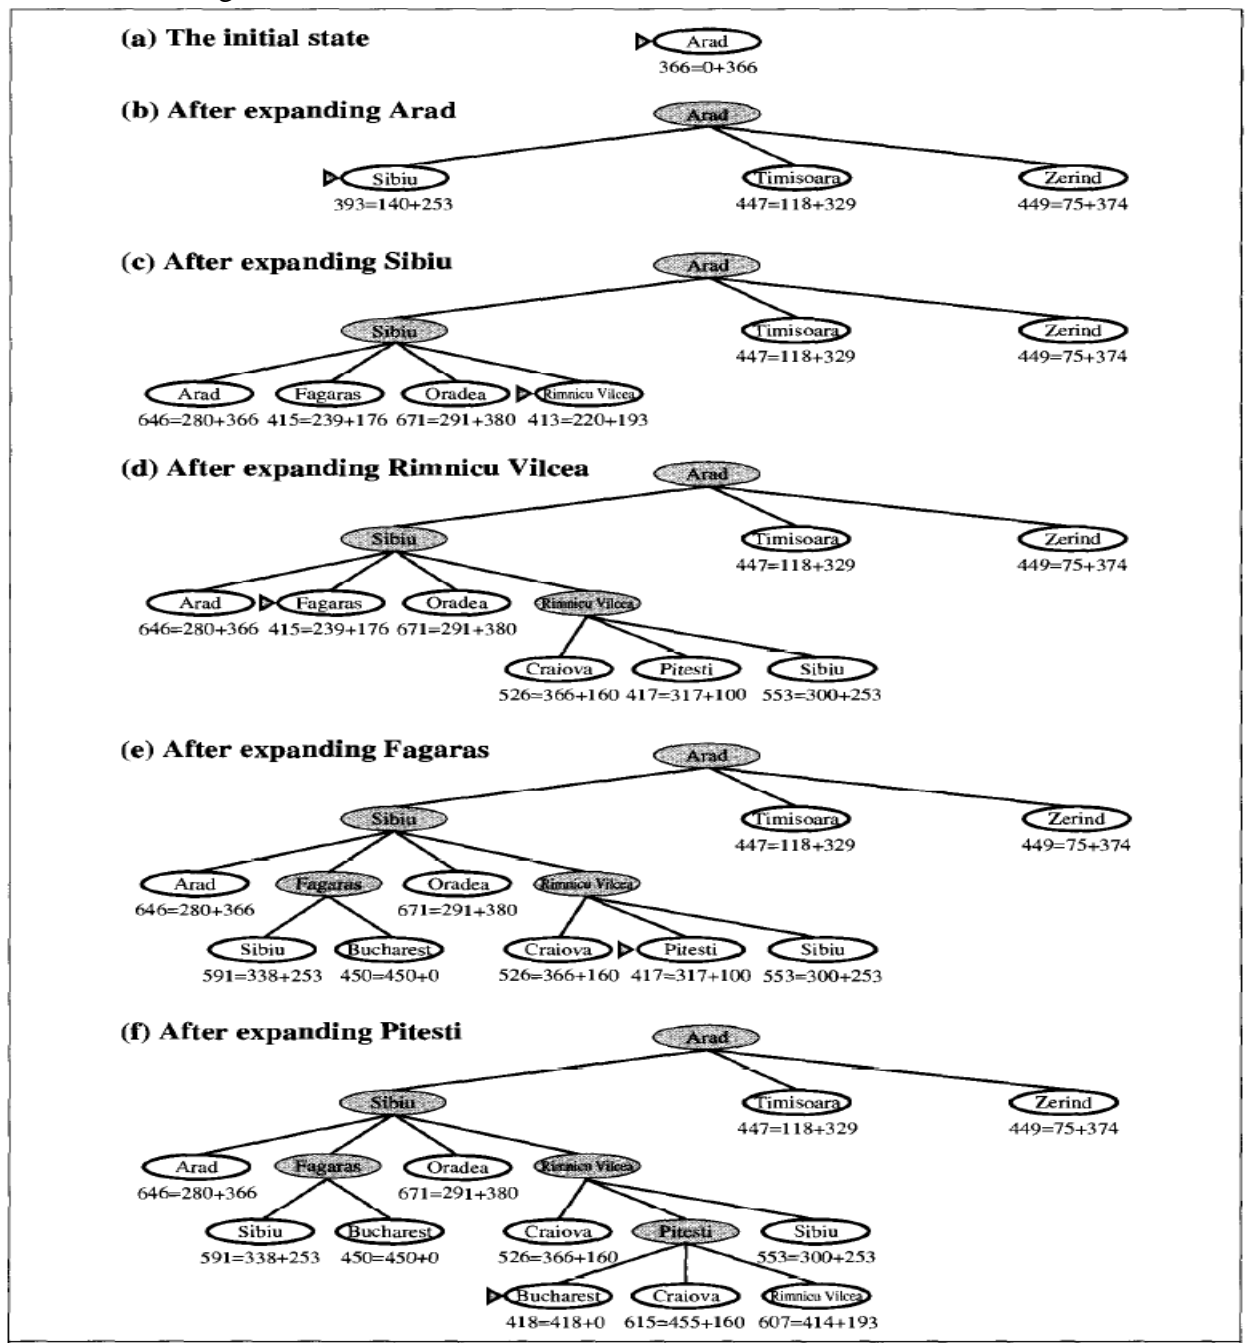 (a) The initial state
Arad
366=0+366
(b) After expanding Arad
Arad
Sibiu Timisoara Zerind
393=140+253 447=118+329 449=75+374
(c) After expanding Sibiu
Arad
Sibiu Timisoara Zerind
447=118+329 449=75+374
Arad Fagaras Oradea Rimnicu Vilcea
646=280+366 415=239+176 671=291+380 413=220+193
(d) After expanding Rimnicu Vilcea
Arad
Sibiu Timisoara Zerind
447=118+329 449=75+374
Arad Fagaras Oradea Rimnicu Vilcea
646=280+366 415=239+176 671=291+380
Craiova Pitesti Sibiu
526=366+160 417=317+100 553=300+253
(e) After expanding Fagaras
Arad
Sibiu Timisoara Zerind
447=118+329 449=75+374
Arad Fagaras Oradea Rimnicu Vilcea
646=280+366 671=291+380
Sibiu Bucharest Craiova Pitesti Sibiu
591=338+253 450=450+0 526=366+160 417=317+100 553=300+253
(f) After expanding Pitesti
Arad
Sibiu Timisoara Zerind
447=118+329 449=75+374
Arad Fagaras Oradea Rimnicu Vilcea
646=280+366 671=291+380
Sibiu Bucharest Craiova Pitesti Sibiu
591=338+253 450=450+0 526=366+160 553=300+253
Bucharest Craiova Rimnicu Vilcea
418=418+0 615=455+160 607=414+193